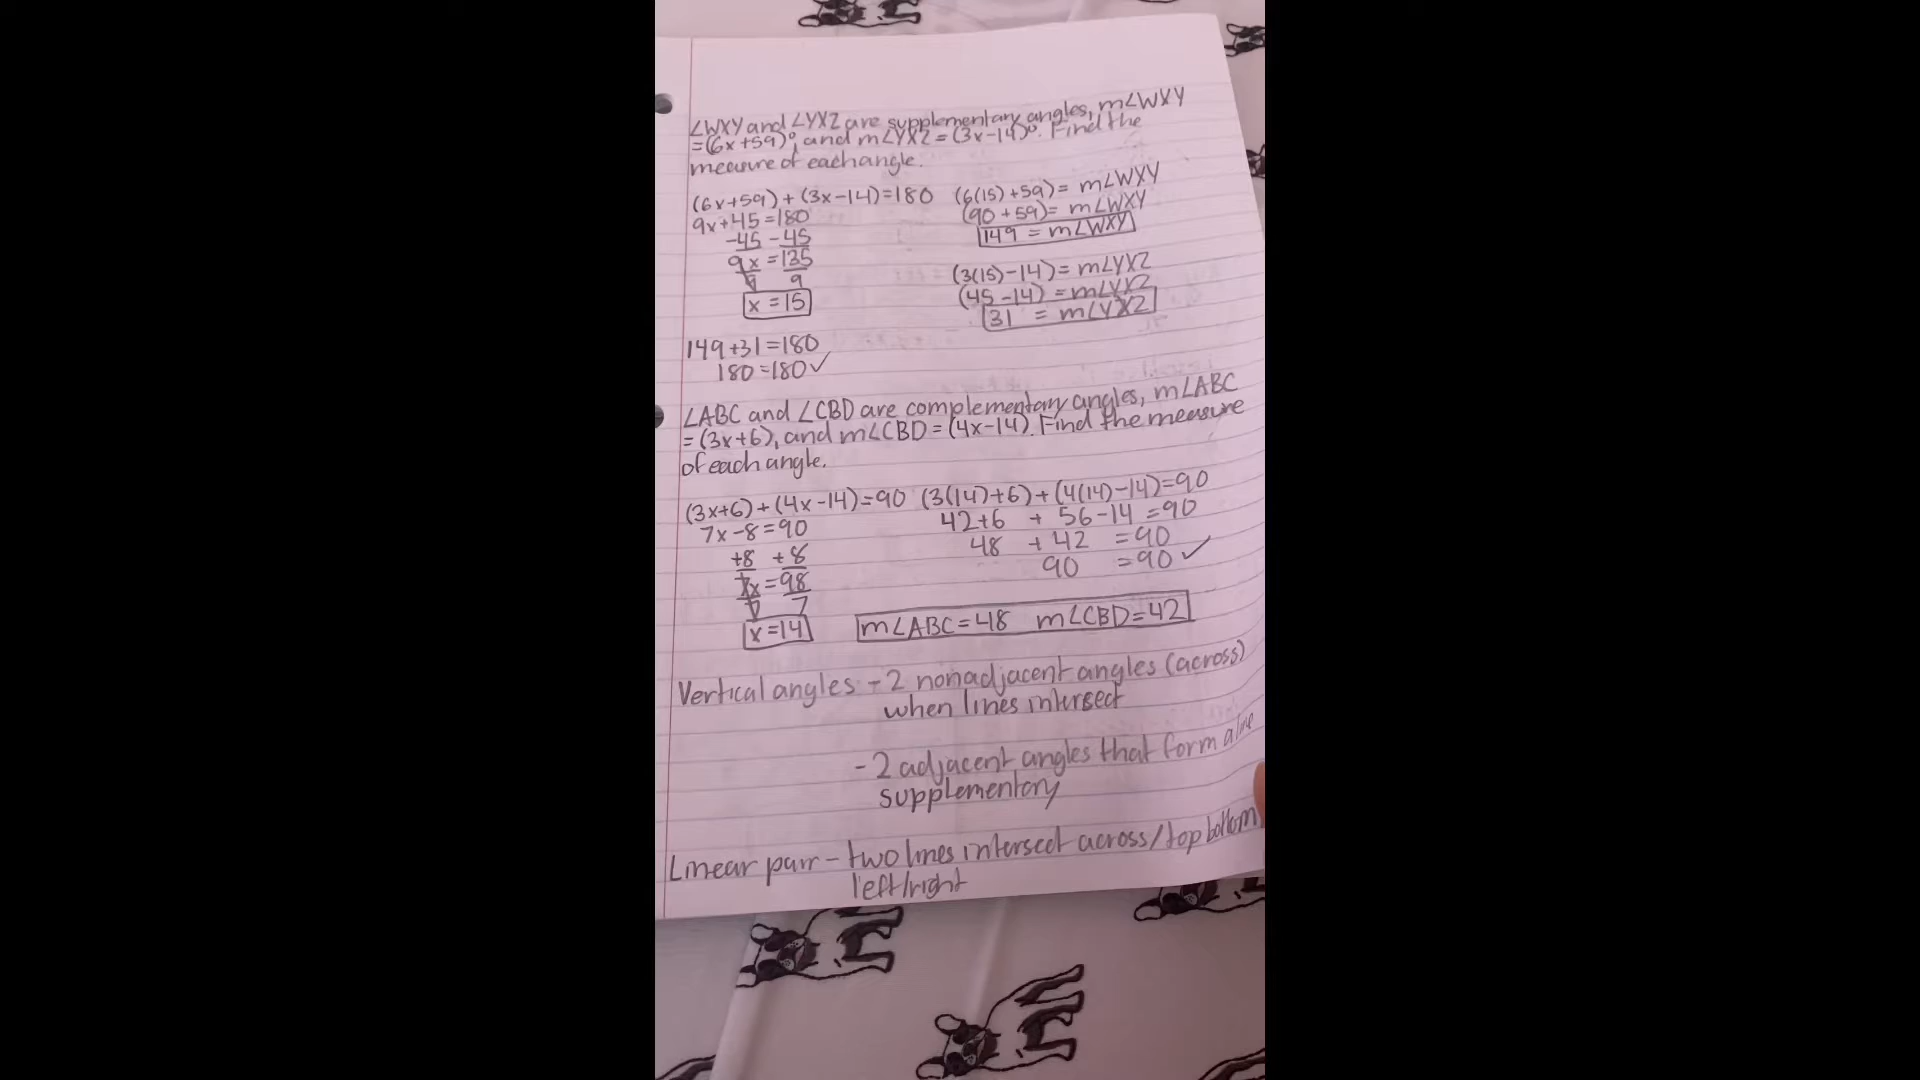 ∠WXY and ∠YXZ are supplementary angles, m∠WXY
=(6x+59)°, and m∠YXZ = (3x-14)°. Find the
measure of each angle.
(6x+59)+(3x-14)=180 (6(15)+59)= m∠WXY
9x+45=180 (90+59)= m∠WXY
-45 -45 149 = m∠WXY
9x=135
9 9 (3(15)-14)= m∠YXZ
x=15 (45-14) = m∠YXZ
31 = m∠YXZ
149+31=180
180=180✓
∠ABC and ∠CBD are complementary angles, m∠ABC
=(3x+6), and m∠CBD = (4x-14). Find the measure
of each angle.
(3x+6)+(4x-14)=90 (3(14)+6)+(4(14)-14)=90
7x-8=90 42+6 + 56-14 =90
+8 +8 48 + 42 =90
7x=98 90 =90 ✓
7 7
x=14 m∠ABC=48 m∠CBD=42
Vertical angles - 2 nonadjacent angles (across)
when lines intersect
- 2 adjacent angles that form a line
supplementary
Linear pair - two lines intersect across/top bottom
left/right